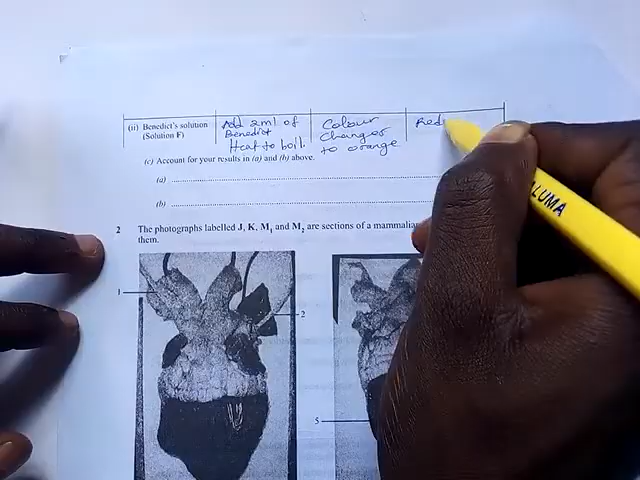 (ii) Benedict's solution (Solution F)
Add 2ml of Benedict Heat to boil.
Colour Changes to orange
Red
(c) Account for your results in (a) and (b) above.
(a)
(b)
2 The photographs labelled J, K, M1 and M2 are sections of a
them.
1
2
5
LUMA